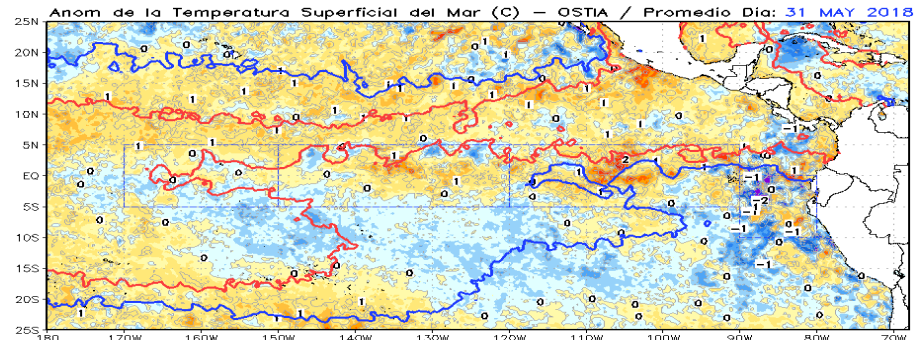 Anom de la Temperatura Superficial del Mar (C) – OSTIA / Promedio Dia: 31 MAY 2018
25N
20N
15N
10N
5N
EQ
5S
10S
15S
20S
25S
180 170W 160W 150W 140W 130W 120W 110W 100W 90W 80W 70W